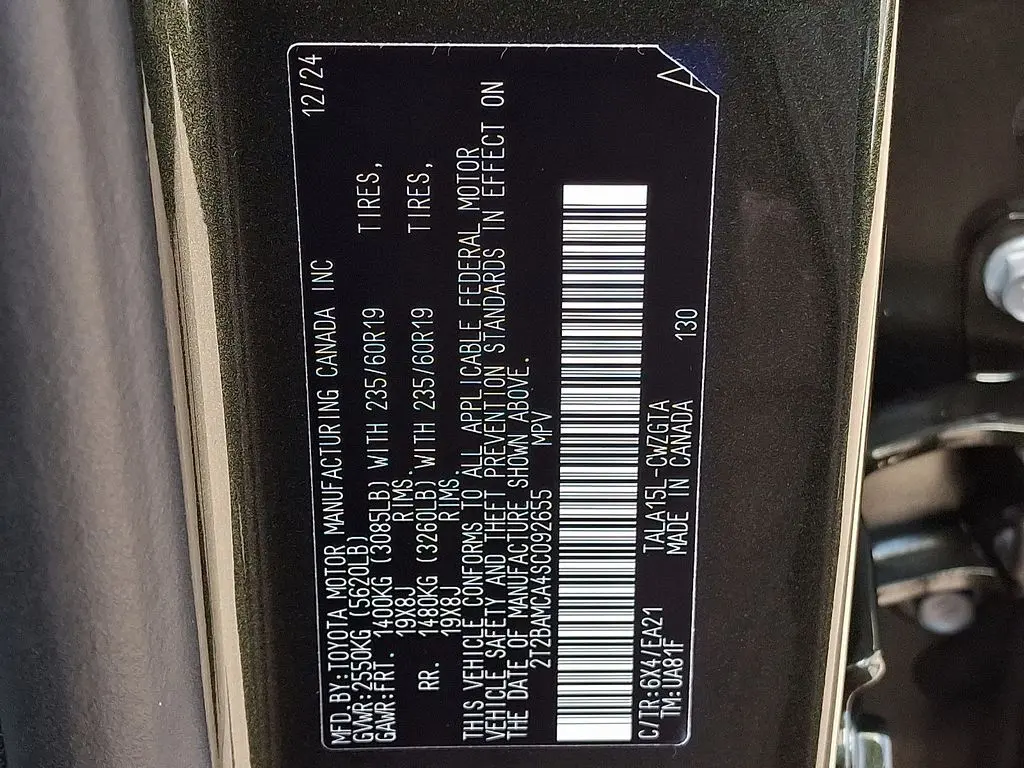 MFD.BY:TOYOTA MOTOR MANUFACTURING CANADA INC 12/24
GVWR:2550KG (5620LB)
GAWR:FRT. 1400KG (3085LB) WITH 235/60R19 TIRES,
19X8J RIMS.
RR. 1480KG (3260LB) WITH 235/60R19 TIRES,
19X8J RIMS.
THIS VEHICLE CONFORMS TO ALL APPLICABLE FEDERAL MOTOR
VEHICLE SAFETY AND THEFT PREVENTION STANDARDS IN EFFECT ON
THE DATE OF MANUFACTURE SHOWN ABOVE.
2T2BAMCA4SC092655 MPV
C/TR:6X4/EA21 TALA15L-CWZGTA
TM:UA81F MADE IN CANADA 130
A